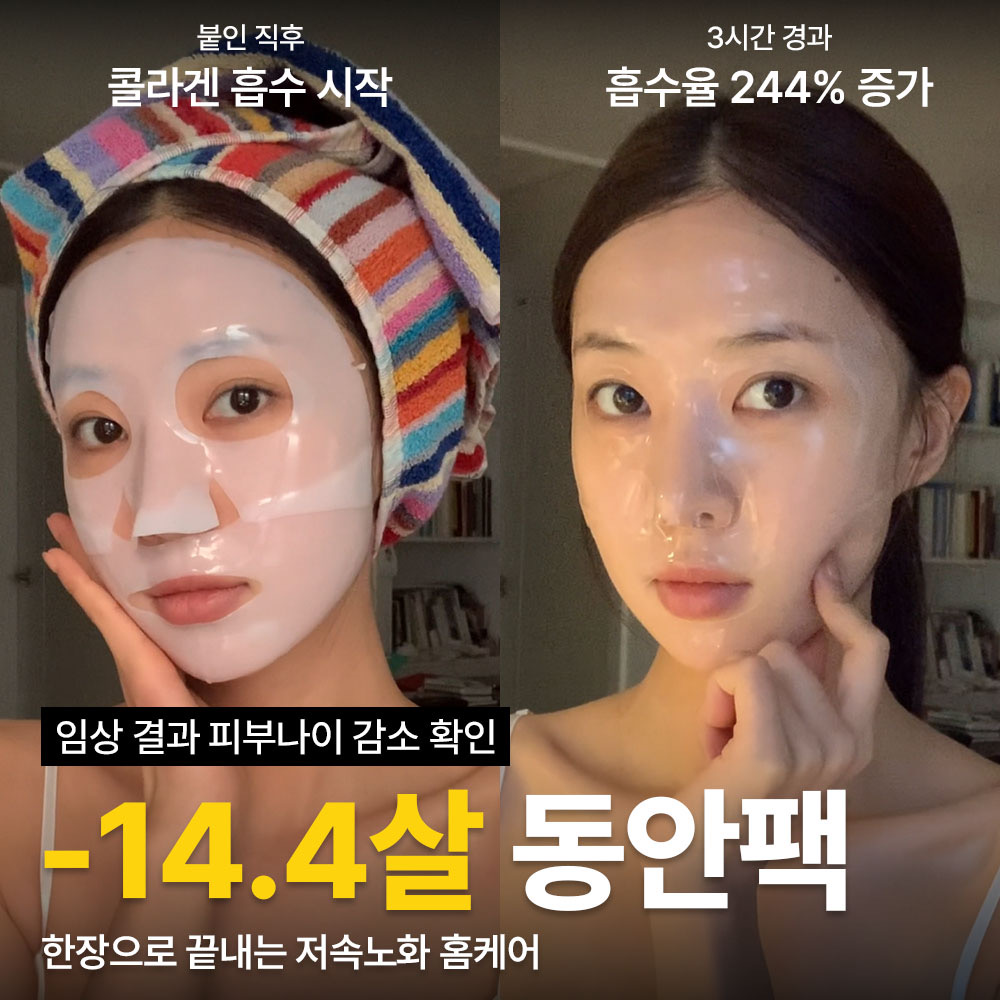 붙인 직후
콜라겐 흡수 시작
3시간 경과
흡수율 244% 증가
임상 결과 피부나이 감소 확인
-14.4살 동안팩
한장으로 끝내는 저속노화 홈케어